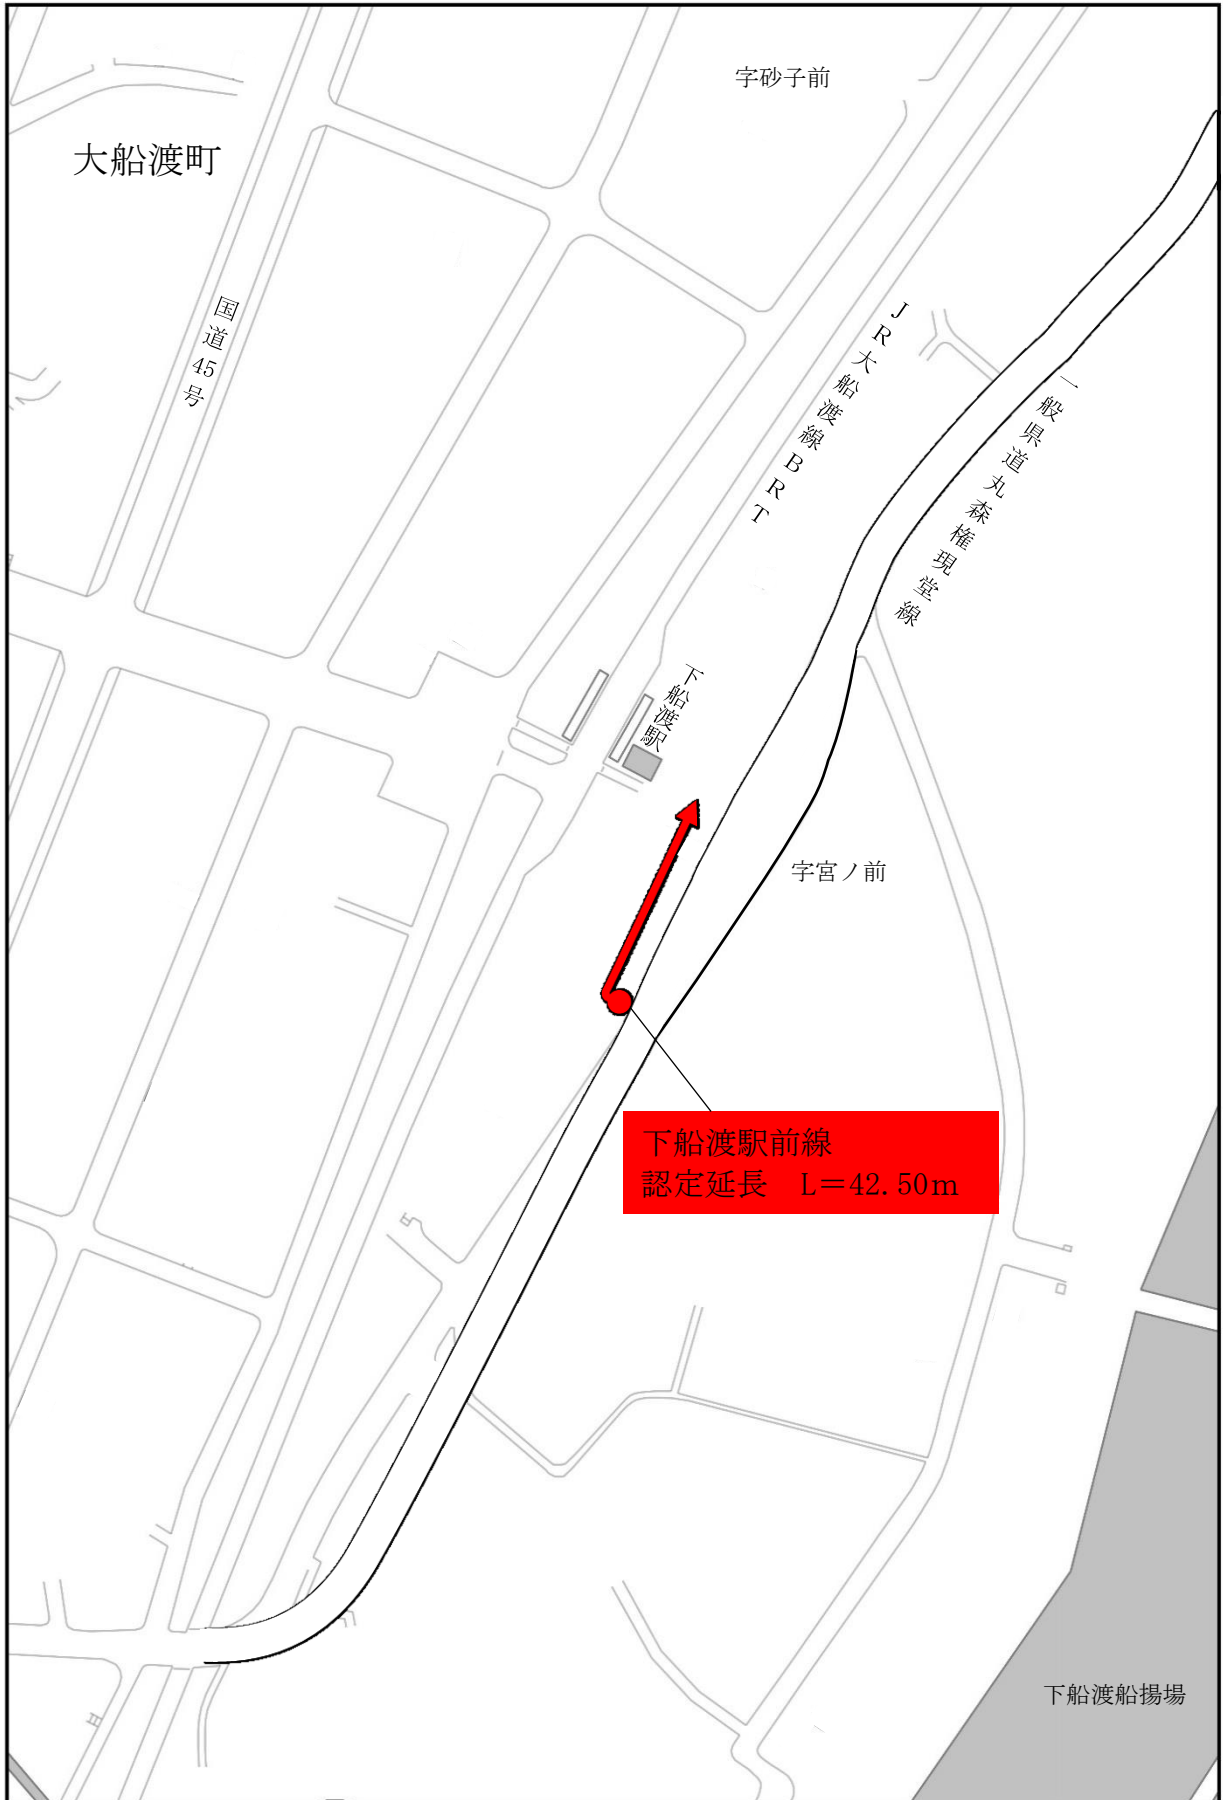 字砂子前
大船渡町
国道45号
JR大船渡線BRT
一般県道丸森権現堂線
下船渡駅
字宮ノ前
下船渡駅前線
認定延長　L＝42.50m
下船渡船揚場